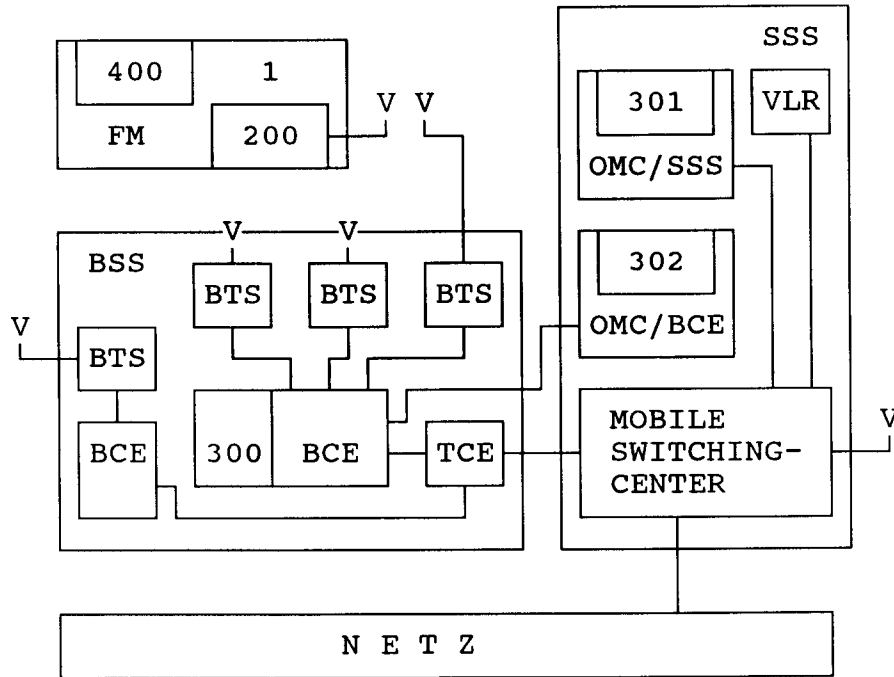 400
1
FM
200
V
V
SSS
301
OMC/SSS
VLR
302
OMC/BCE
BSS
V
V
BTS
BTS
BTS
V
BTS
BCE
300
BCE
TCE
MOBILE
SWITCHING-
CENTER
V
N E T Z